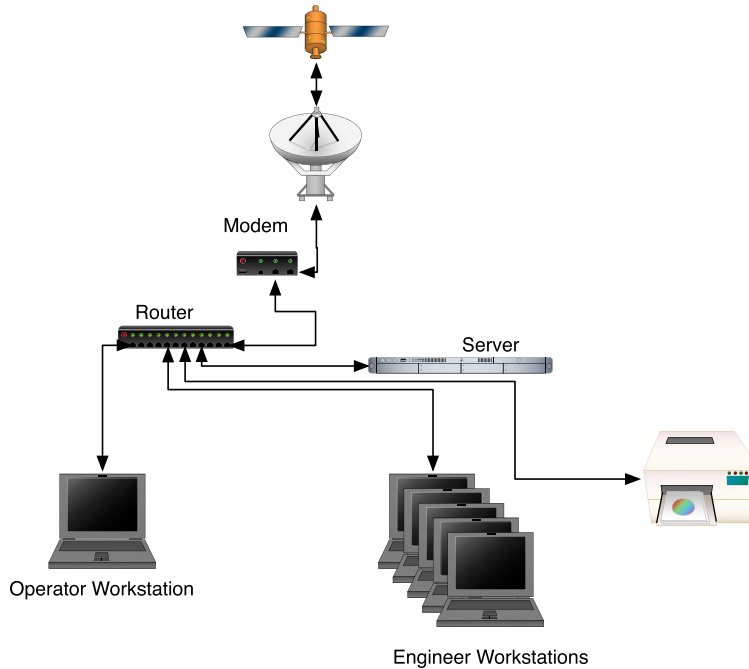 Modem
Router
Server
Operator Workstation
Engineer Workstations